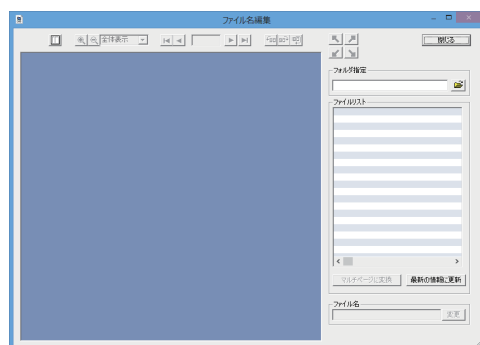 ファイル名編集
全体表示
閉じる
フォルダ指定
ファイルリスト
マルチページに変換
最新の情報に更新
ファイル名
変更